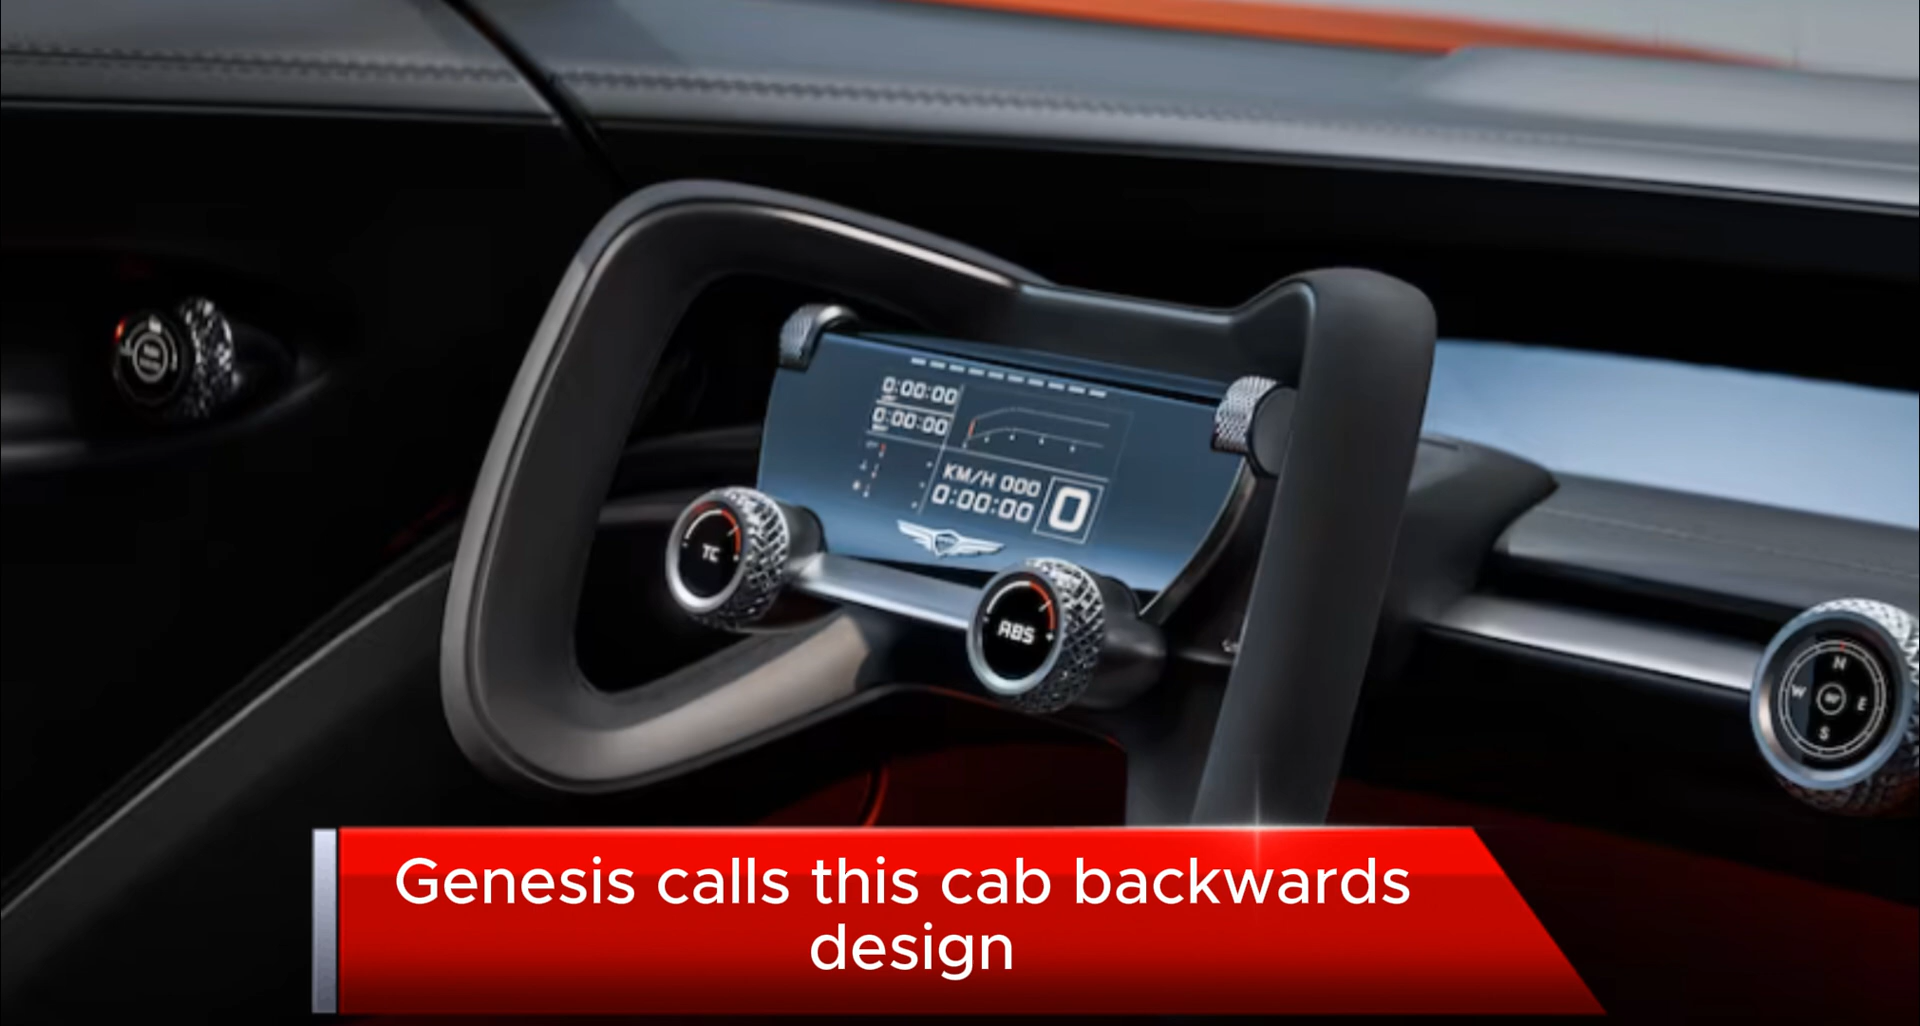 0:00:00
0:00:00
KM/H 000
0:00:00
0
TC
ABS
N
W
E
S
Genesis calls this cab backwards
design